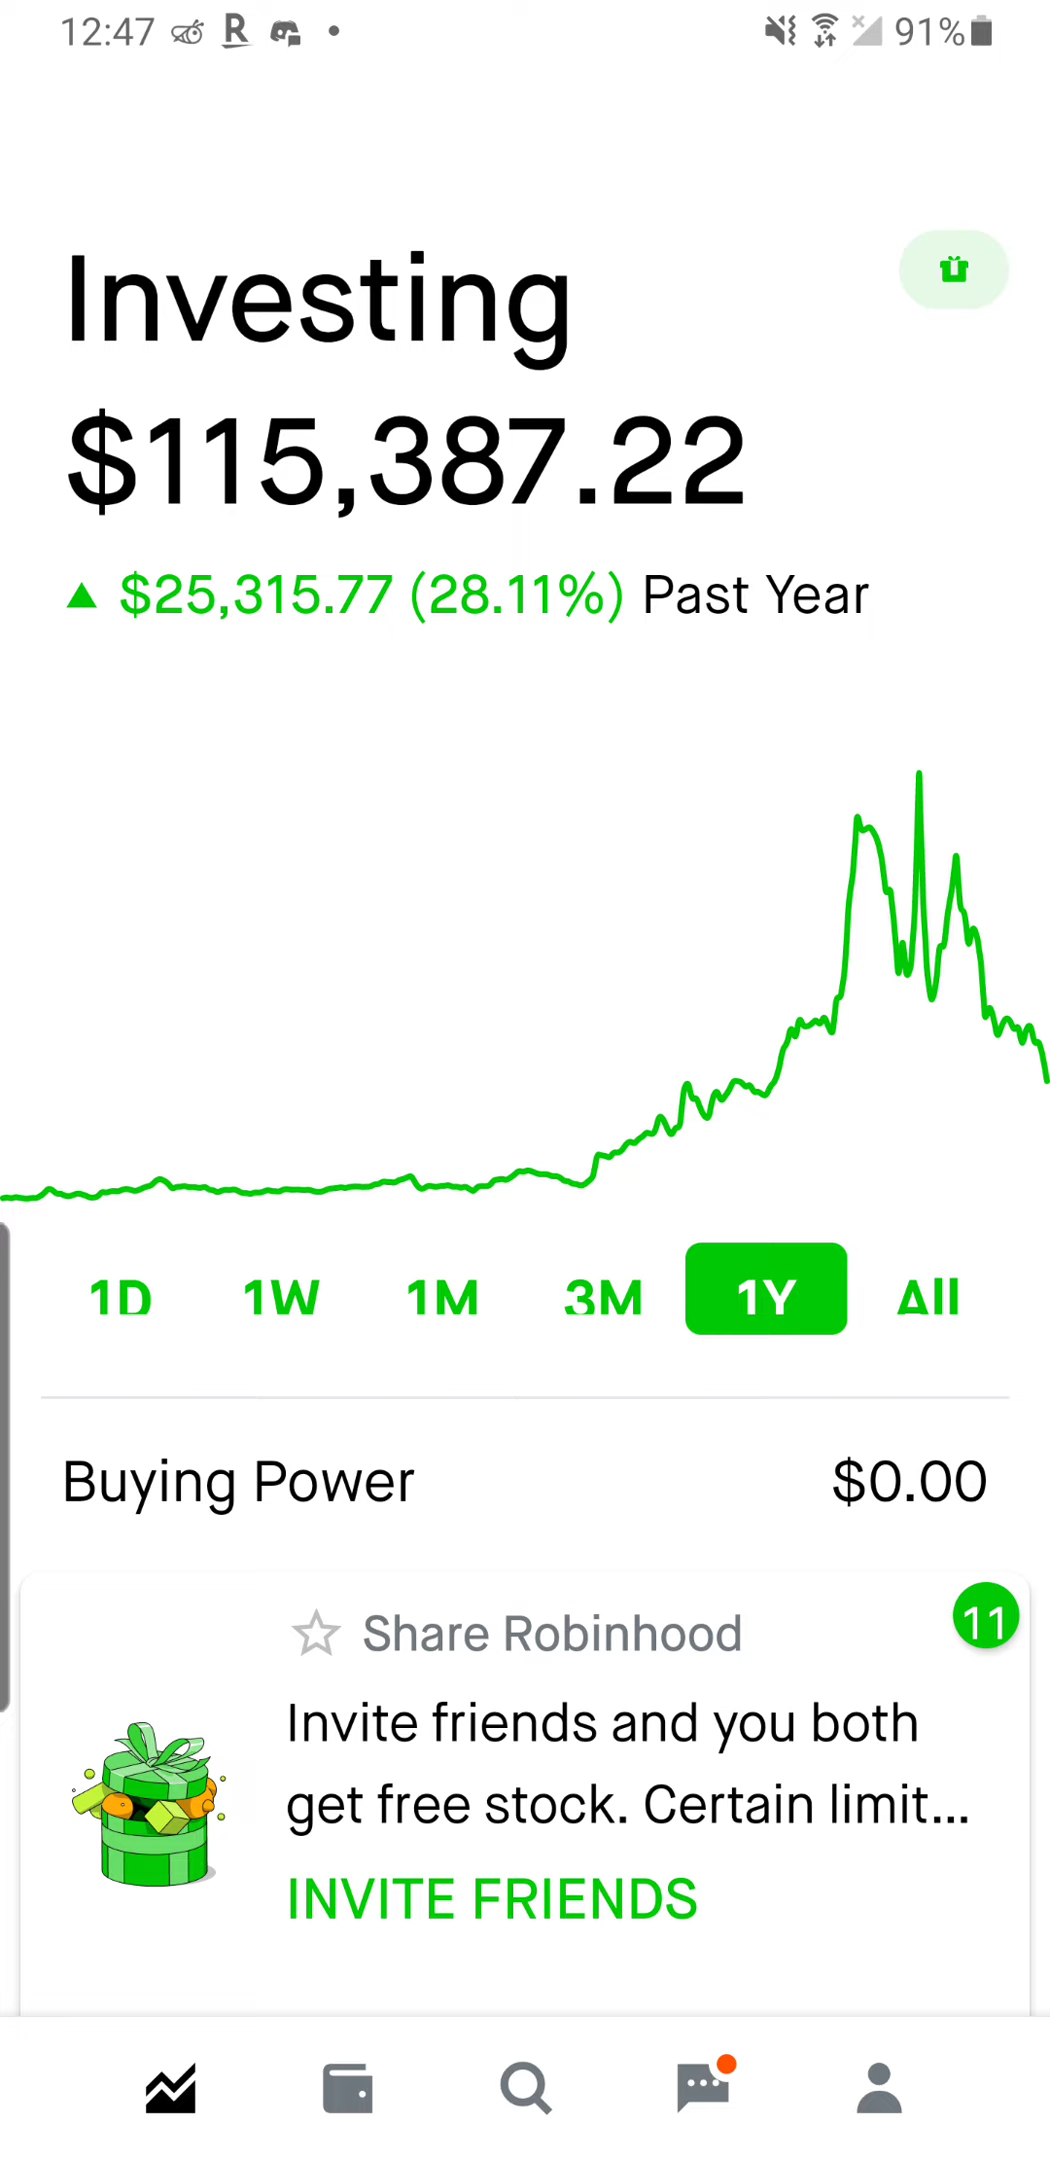 12:47 R 91%
Investing
$115,387.22
▲ $25,315.77 (28.11%) Past Year
1D 1W 1M 3M 1Y All
Buying Power $0.00
Share Robinhood 11
Invite friends and you both
get free stock. Certain limit...
INVITE FRIENDS